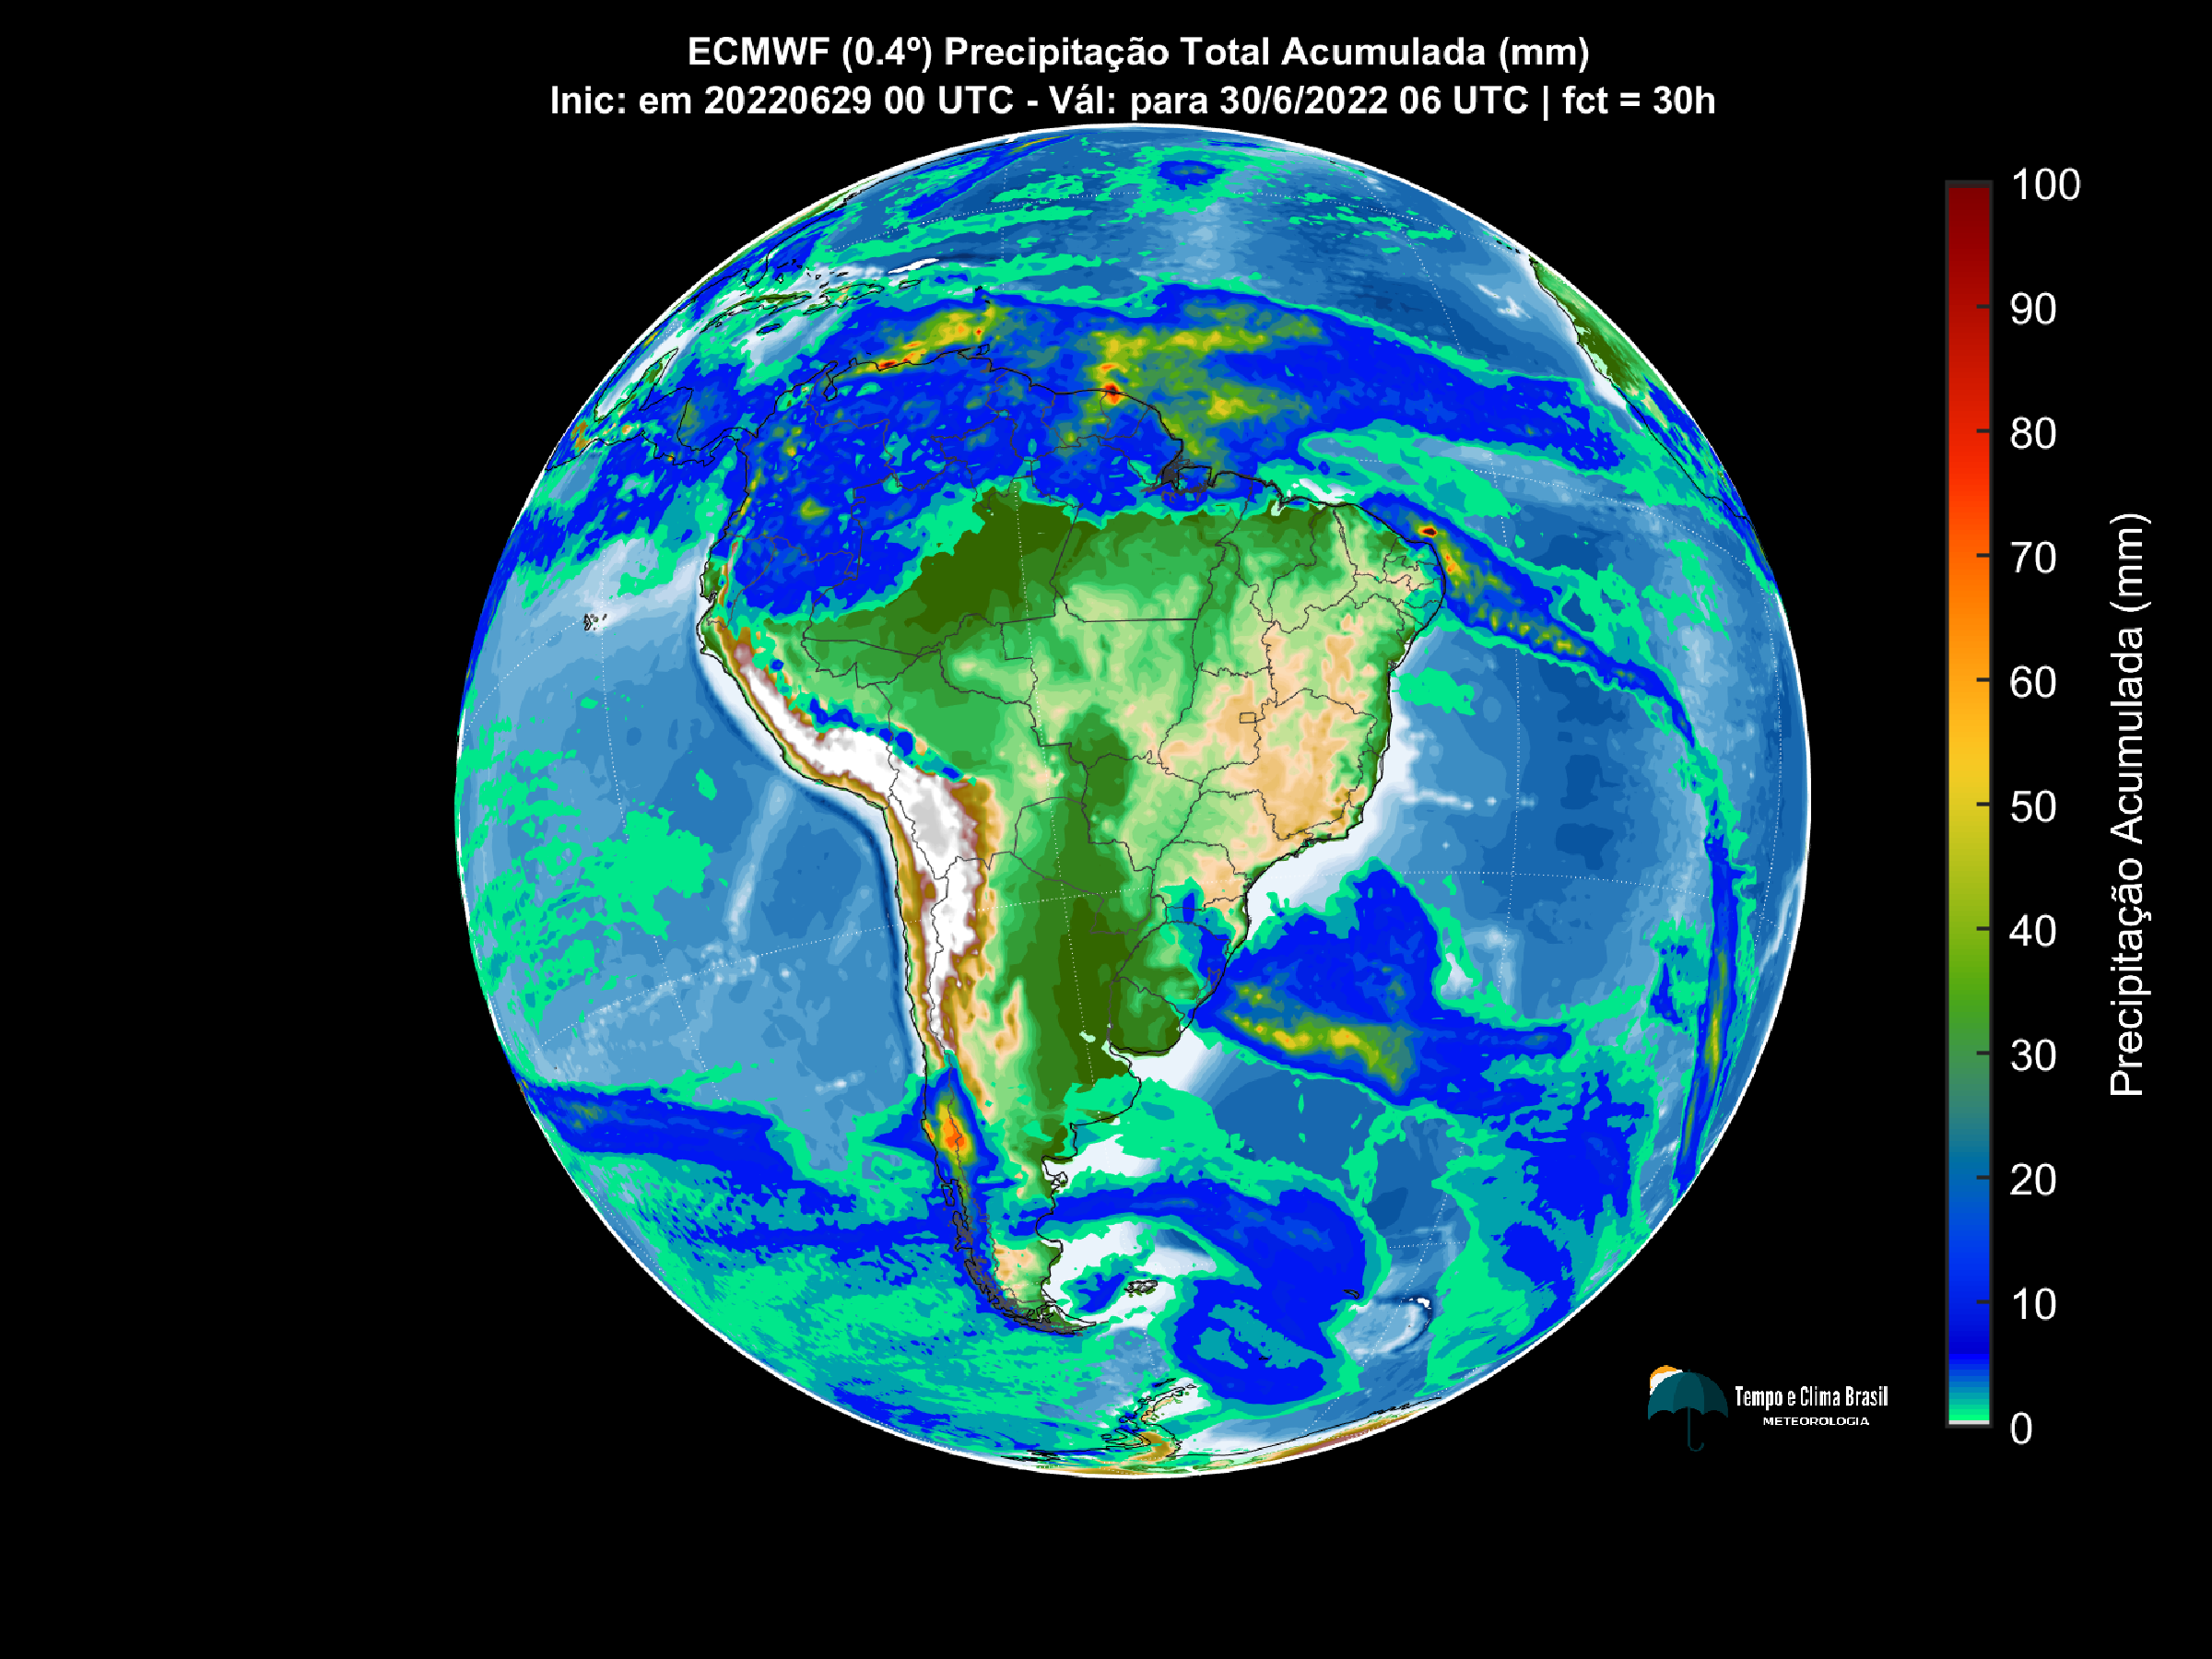 ECMWF (0.4º) Precipitação Total Acumulada (mm)
Inic: em 20220629 00 UTC - Vál: para 30/6/2022 06 UTC | fct = 30h
100
90
80
70
60
50
40
30
20
10
0
Precipitação Acumulada (mm)
Tempo e Clima Brasil
METEOROLOGIA